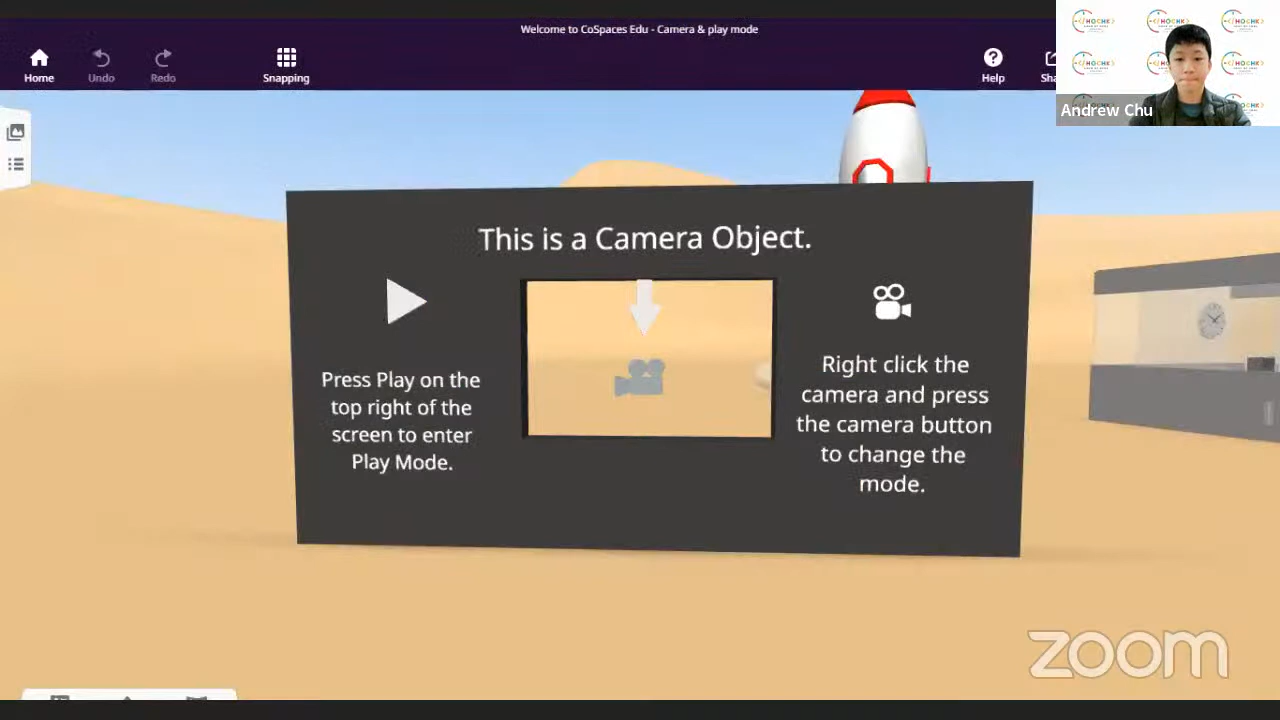 Welcome to CoSpaces Edu - Camera & play mode
Home
Undo
Redo
Snapping
Help
Sha
Andrew Chu
This is a Camera Object.
Press Play on the
top right of the
screen to enter
Play Mode.
Right click the
camera and press
the camera button
to change the
mode.
zoom